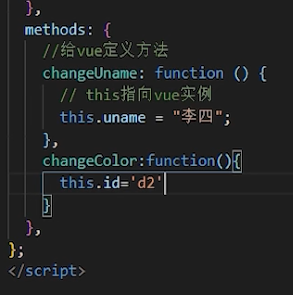 },
methods: {
//给vue定义方法
changeUname: function () {
// this指向vue实例
this.uname = "李四";
},
changeColor:function(){
this.id='d2'
}
},
};
</script>